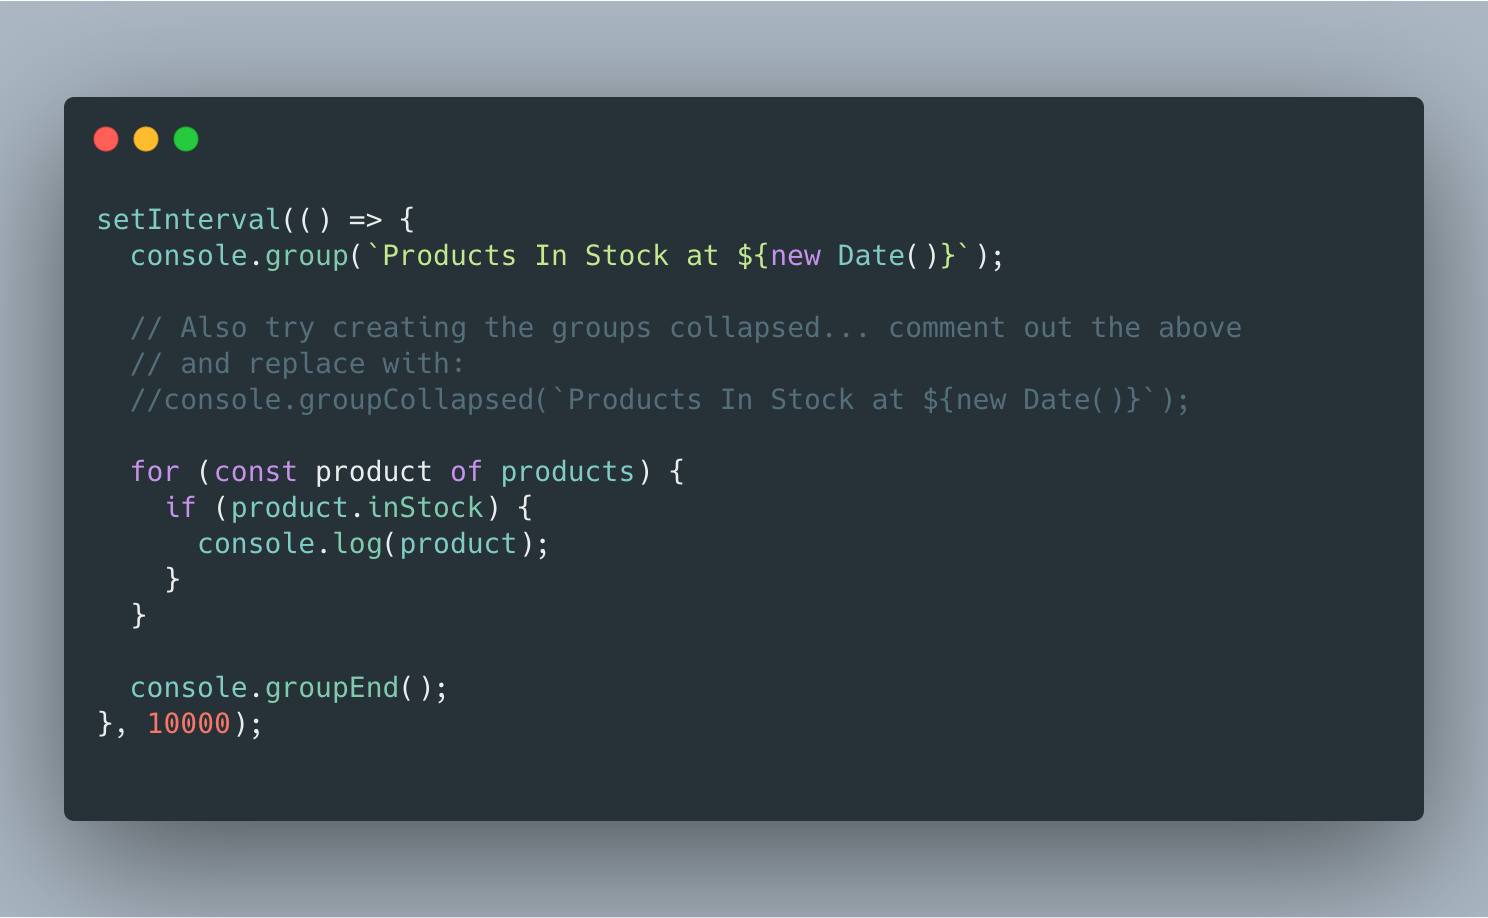 setInterval(() => {
  console.group(`Products In Stock at ${new Date()}`);

  // Also try creating the groups collapsed... comment out the above
  // and replace with:
  //console.groupCollapsed(`Products In Stock at ${new Date()}`);

  for (const product of products) {
    if (product.inStock) {
      console.log(product);
    }
  }

  console.groupEnd();
}, 10000);